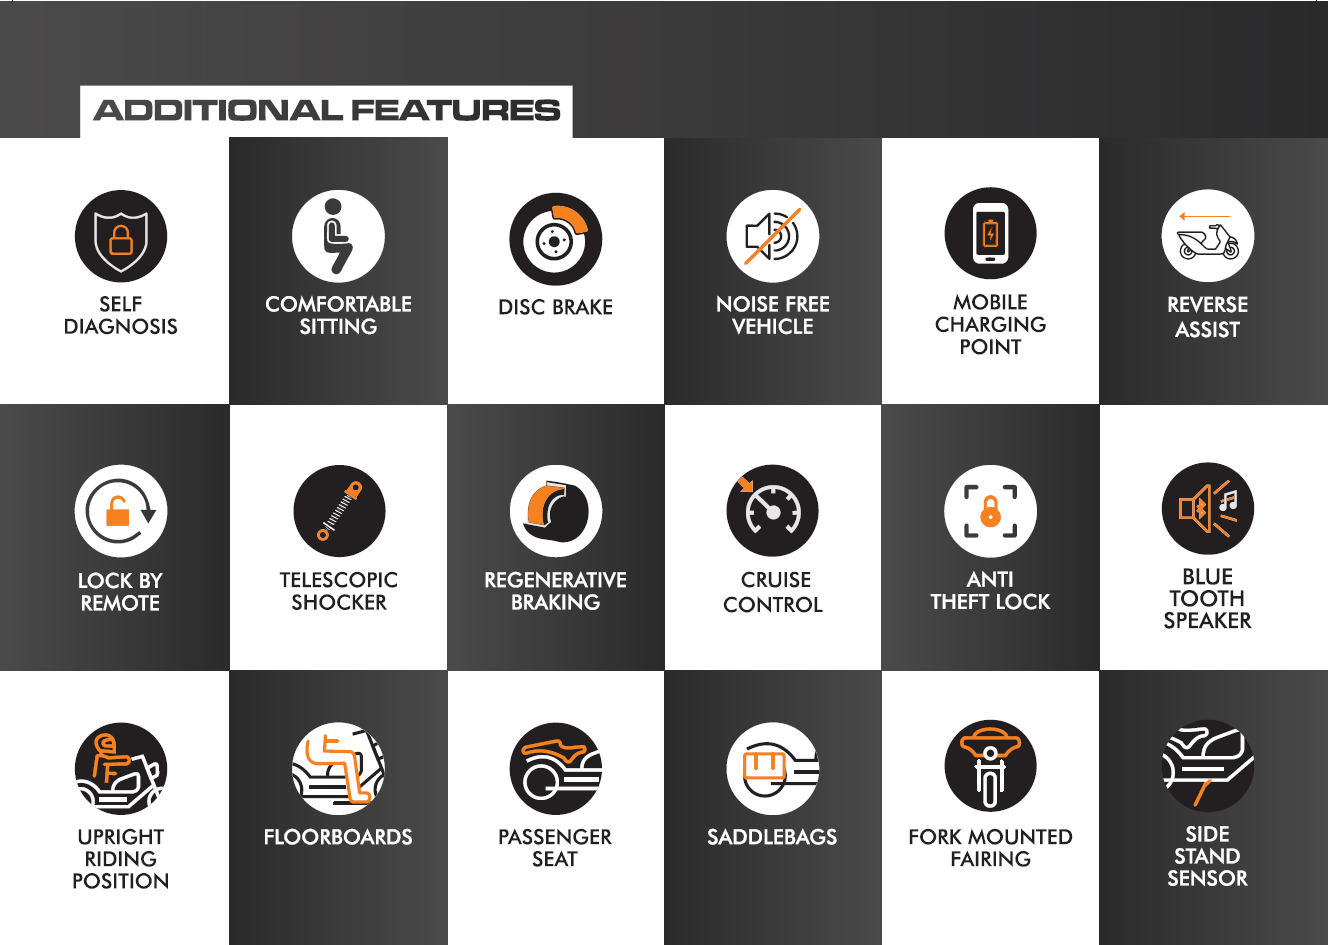 ADDITIONAL FEATURES
SELF
DIAGNOSIS
COMFORTABLE
SITTING
DISC BRAKE
NOISE FREE
VEHICLE
MOBILE
CHARGING
POINT
REVERSE
ASSIST
LOCK BY
REMOTE
TELESCOPIC
SHOCKER
REGENERATIVE
BRAKING
CRUISE
CONTROL
ANTI
THEFT LOCK
BLUE
TOOTH
SPEAKER
UPRIGHT
RIDING
POSITION
FLOORBOARDS
PASSENGER
SEAT
SADDLEBAGS
FORK MOUNTED
FAIRING
SIDE
STAND
SENSOR